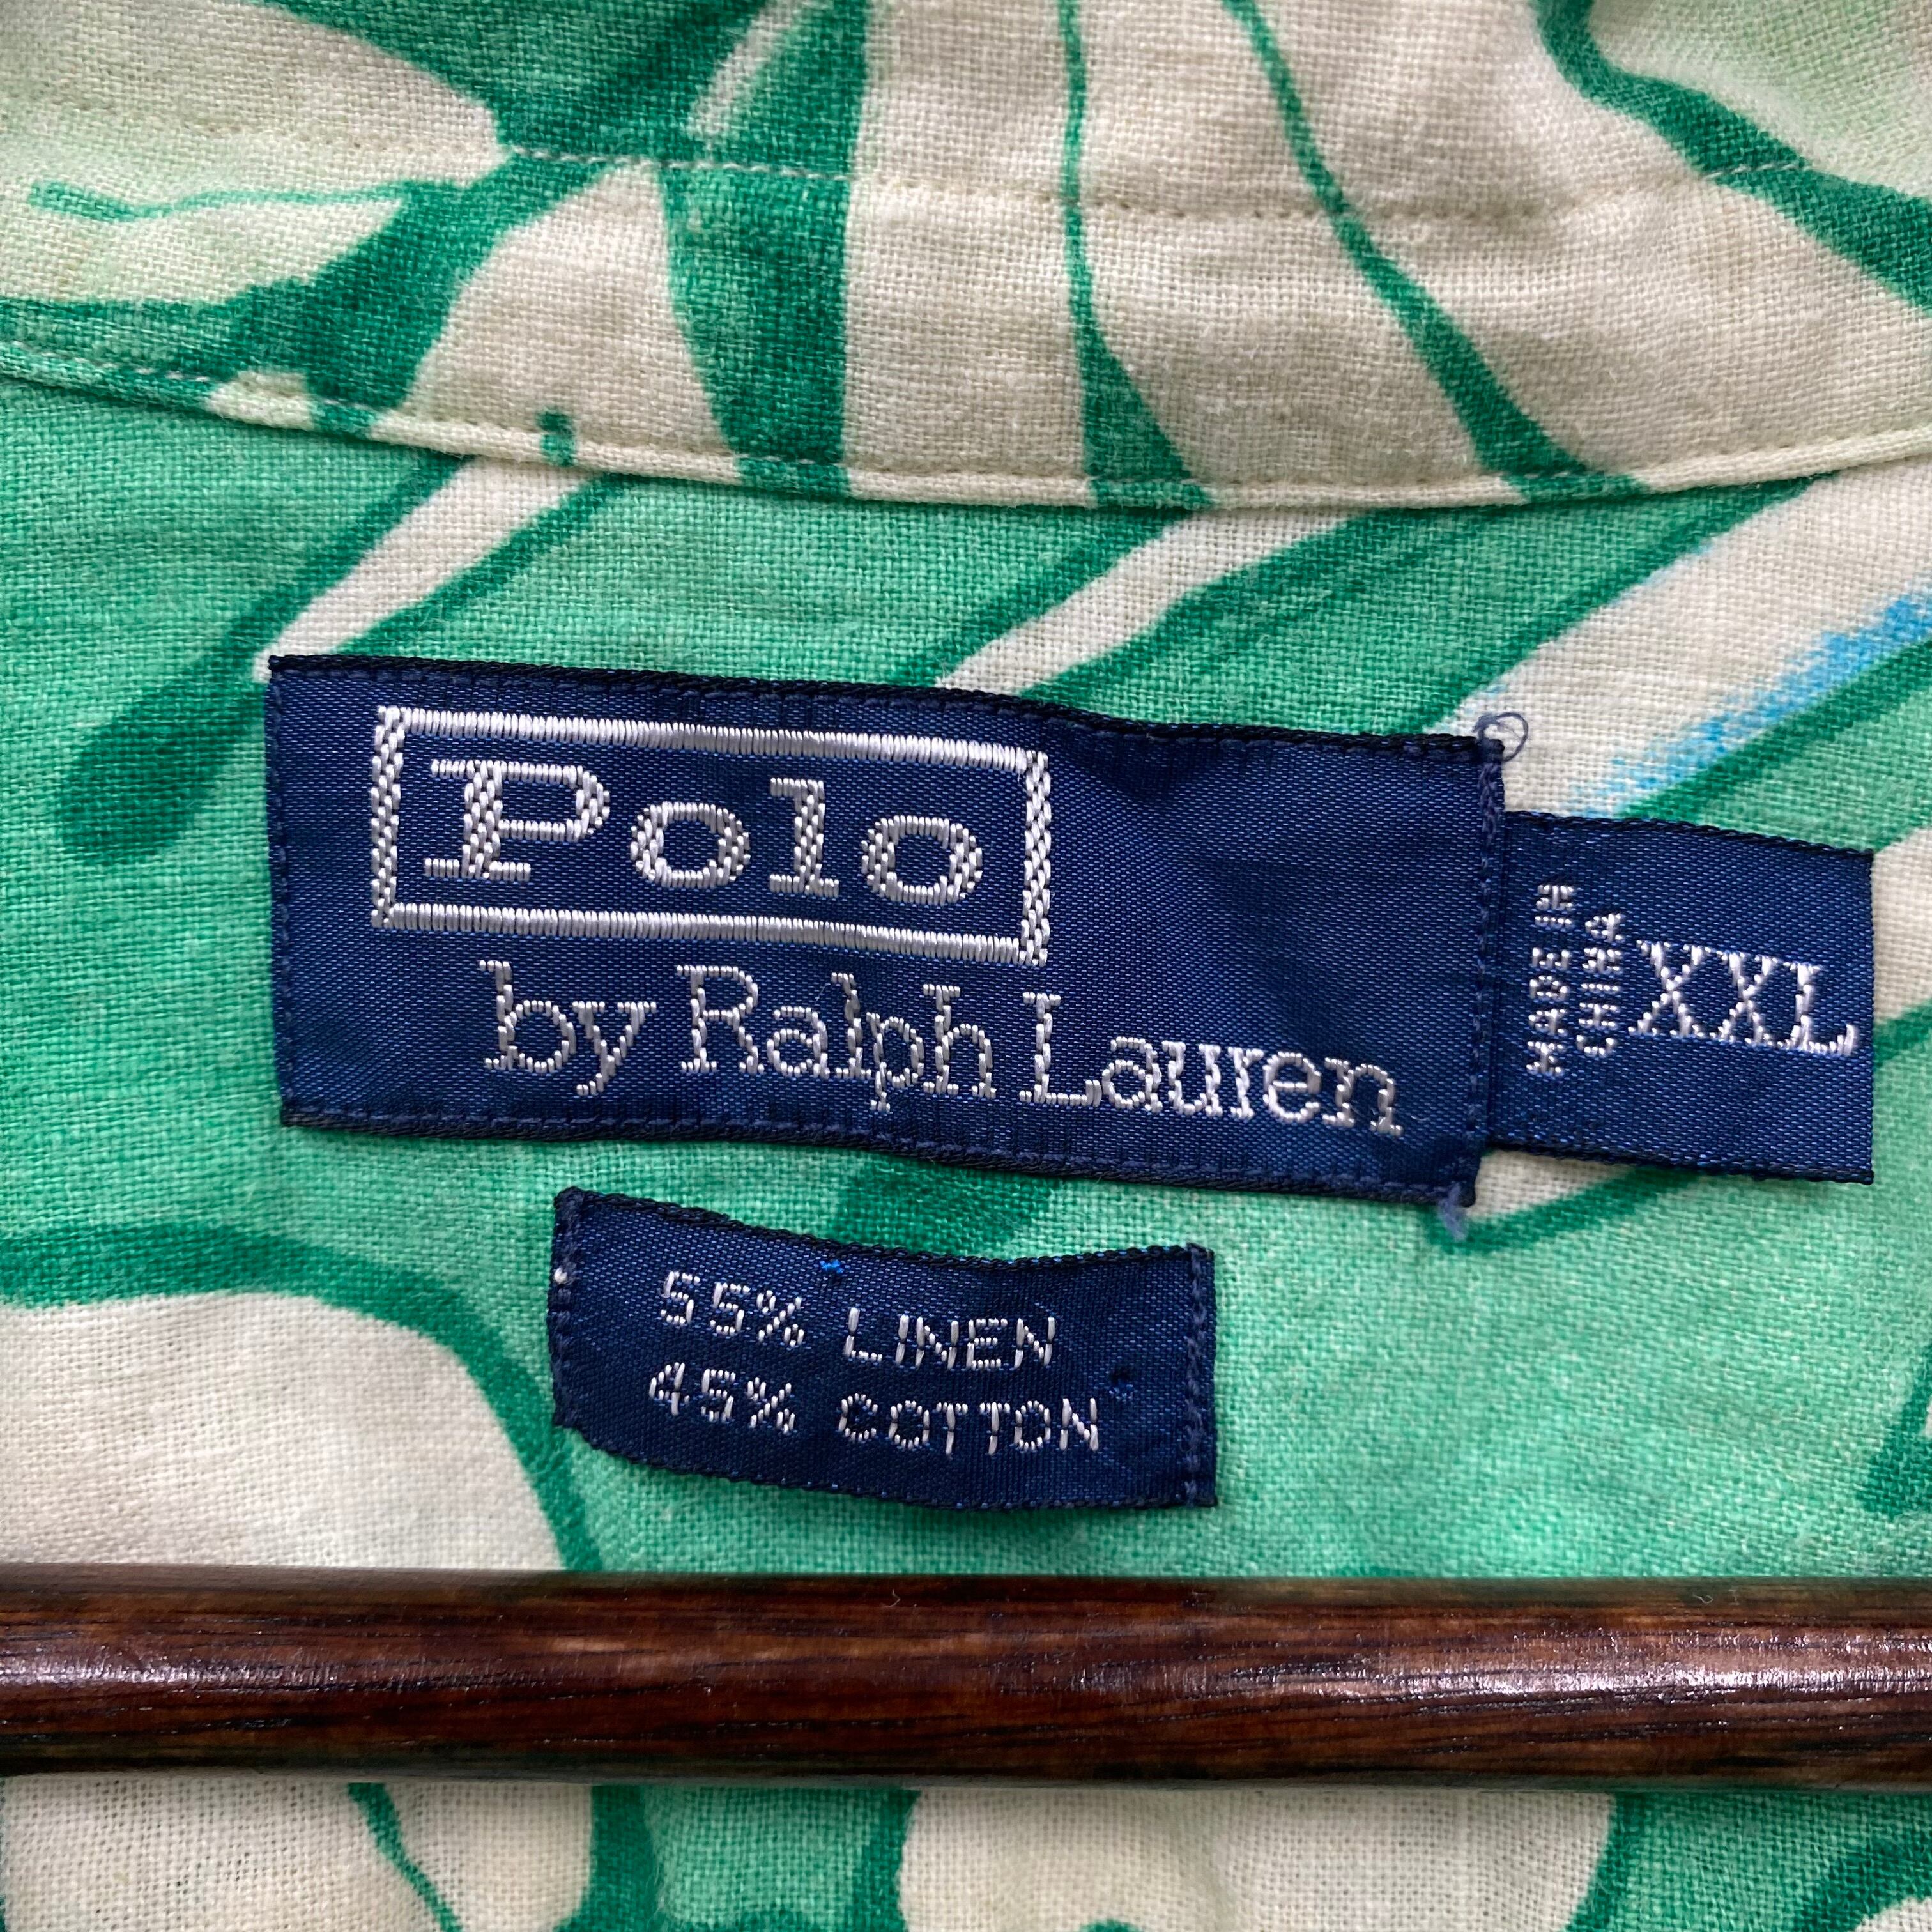 Polo
by Ralph Lauren
MADE IN
CHINA
XXL
55% LINEN
45% COTTON